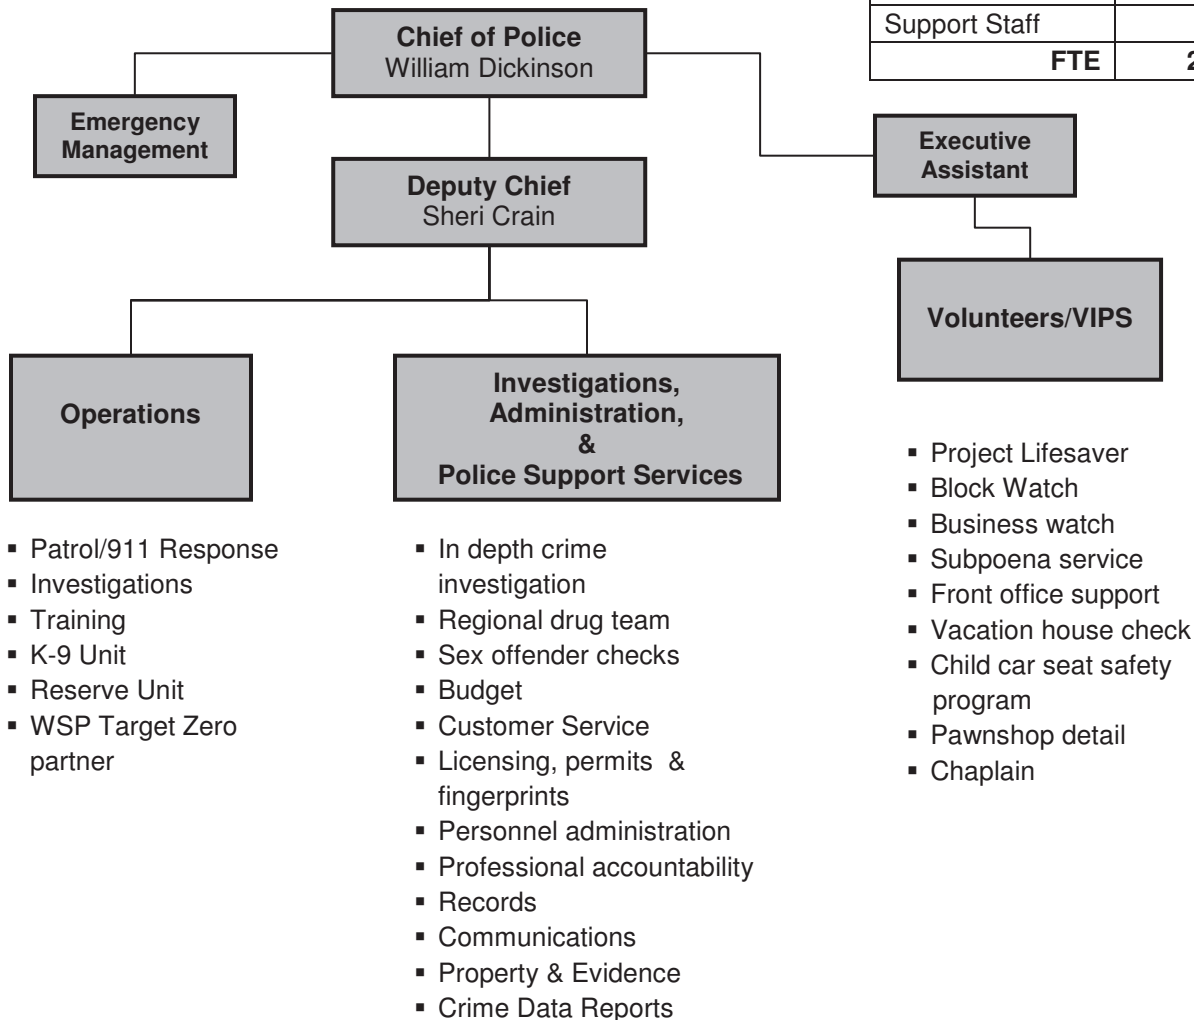 Support Staff
FTE
Chief of Police
William Dickinson
Emergency
Management
Executive
Assistant
Deputy Chief
Sheri Crain
Volunteers/VIPS
Operations
Investigations,
Administration,
&
Police Support Services
▪ Patrol/911 Response
▪ Investigations
▪ Training
▪ K-9 Unit
▪ Reserve Unit
▪ WSP Target Zero
partner
▪ In depth crime
investigation
▪ Regional drug team
▪ Sex offender checks
▪ Budget
▪ Customer Service
▪ Licensing, permits &
fingerprints
▪ Personnel administration
▪ Professional accountability
▪ Records
▪ Communications
▪ Property & Evidence
▪ Crime Data Reports
▪ Project Lifesaver
▪ Block Watch
▪ Business watch
▪ Subpoena service
▪ Front office support
▪ Vacation house check
▪ Child car seat safety
program
▪ Pawnshop detail
▪ Chaplain